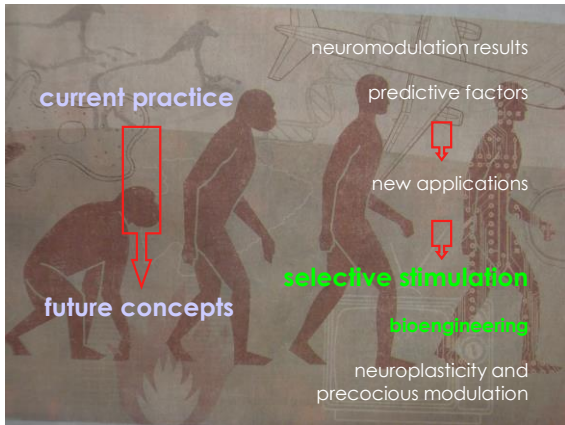 current practice
future concepts
neuromodulation results
predictive factors
new applications
selective stimulation
bioengineering
neuroplasticity and
precocious modulation